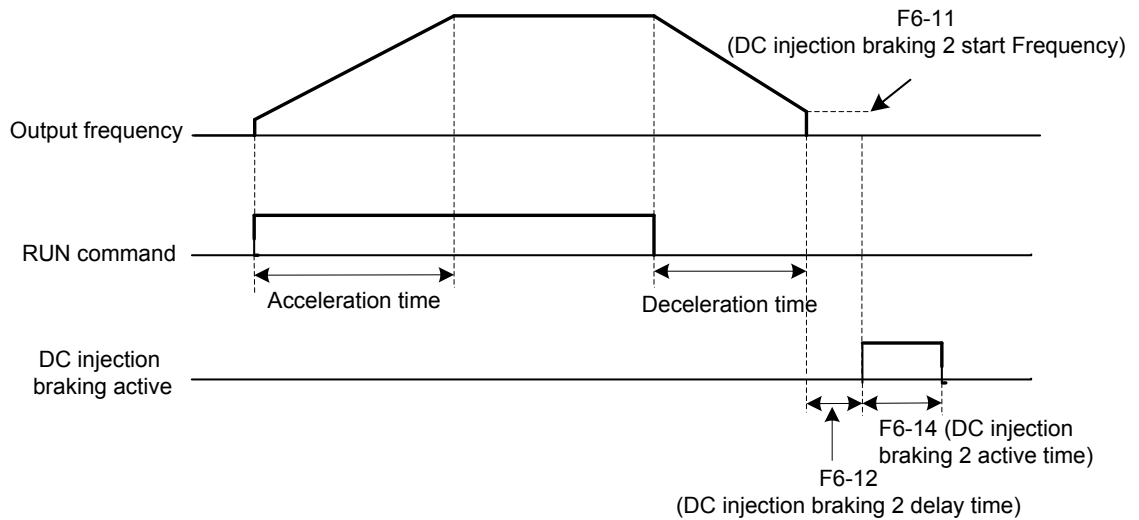 F6-11
(DC injection braking 2 start Frequency)
Output frequency
RUN command
Acceleration time
Deceleration time
DC injection
braking active
F6-14 (DC injection
braking 2 active time)
F6-12
(DC injection braking 2 delay time)